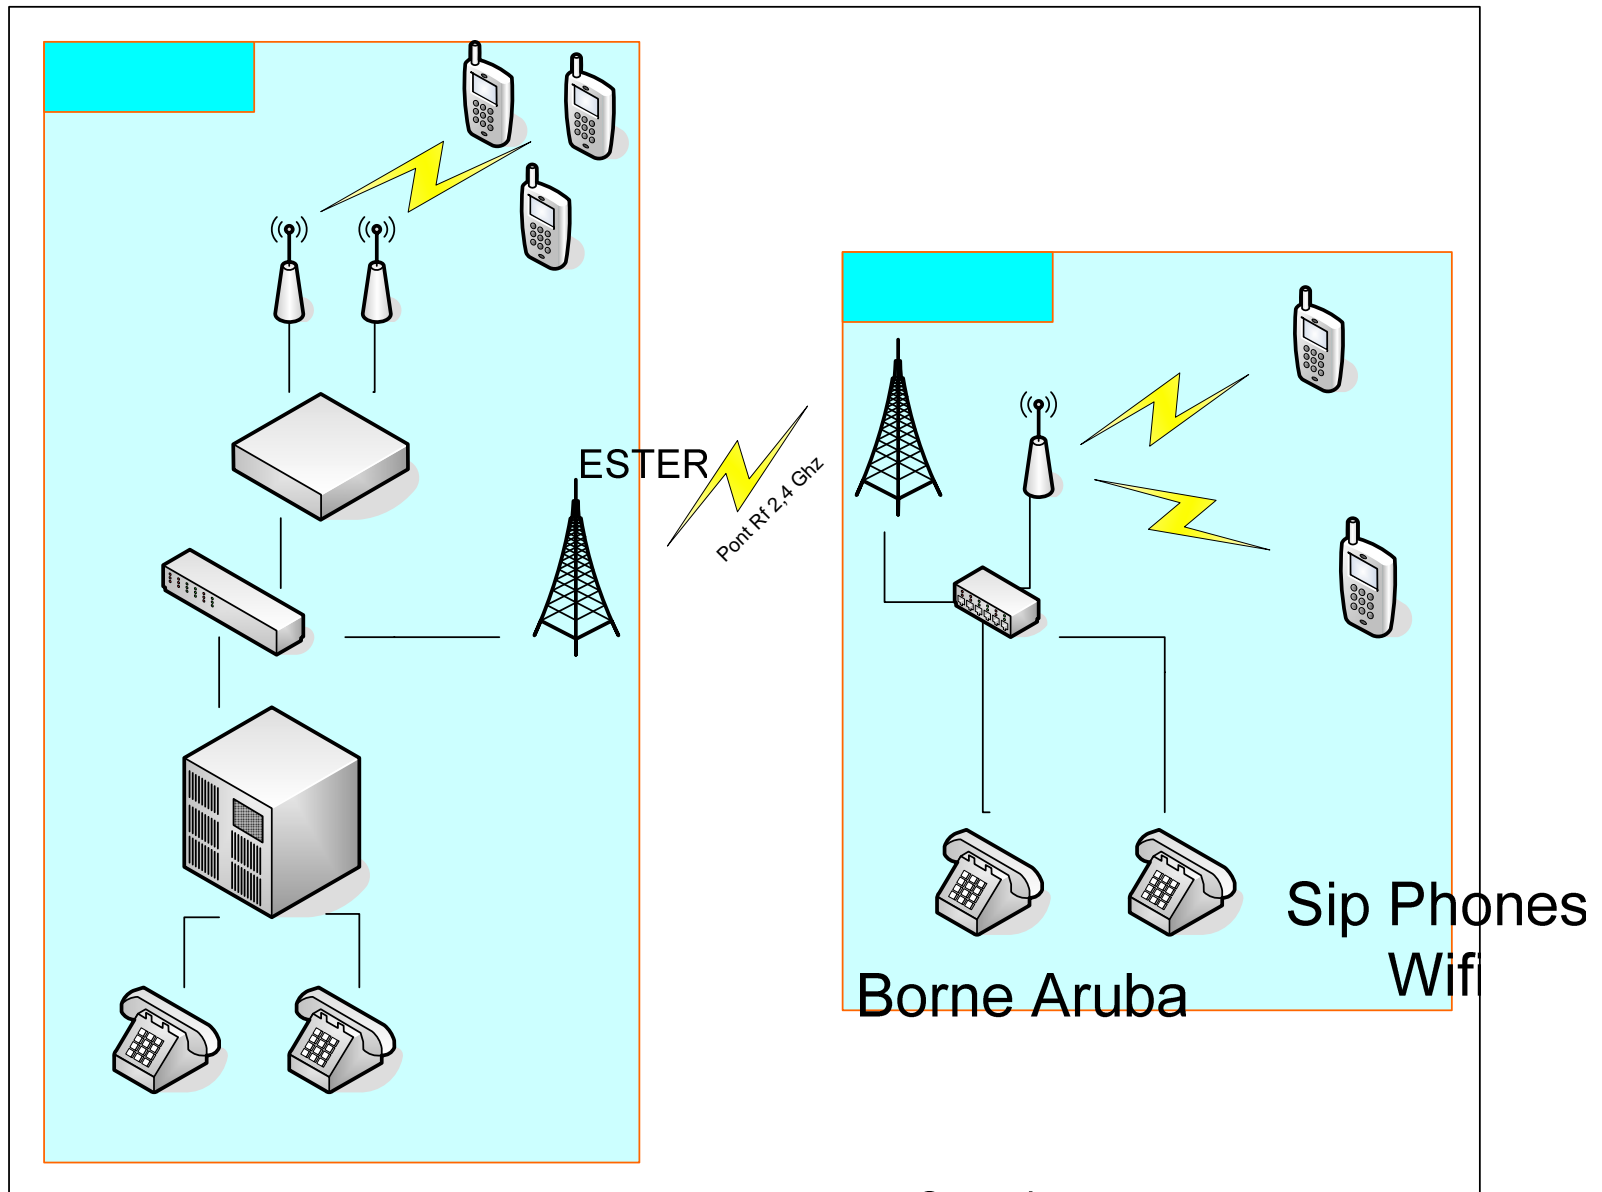 ESTER
Pont Rf 2,4 Ghz
Sip Phones
Wifi
Borne Aruba